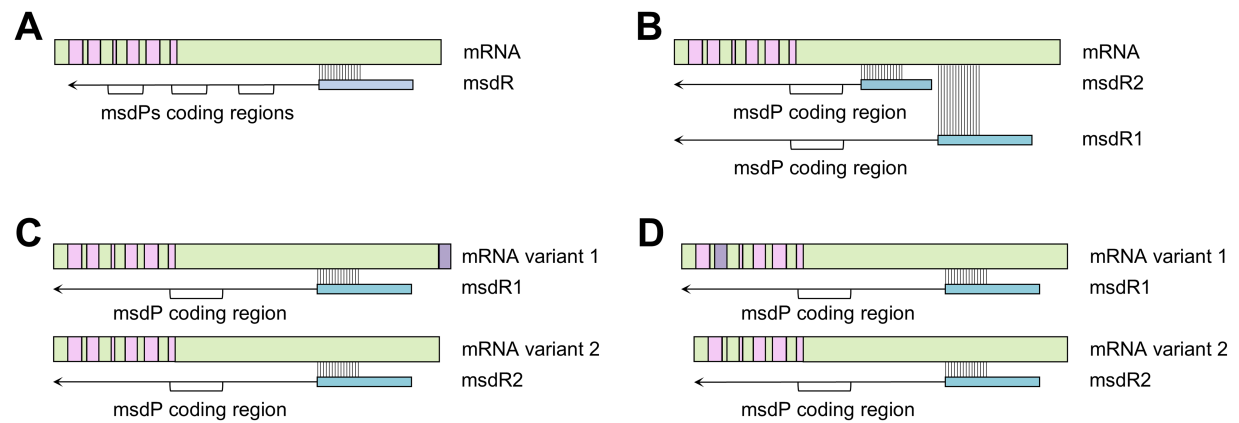 A
mRNA
msdR
msdPs coding regions
B
mRNA
msdR2
msdP coding region
msdR1
msdP coding region
C
mRNA variant 1
msdR1
msdP coding region
mRNA variant 2
msdR2
msdP coding region
D
mRNA variant 1
msdR1
msdP coding region
mRNA variant 2
msdR2
msdP coding region